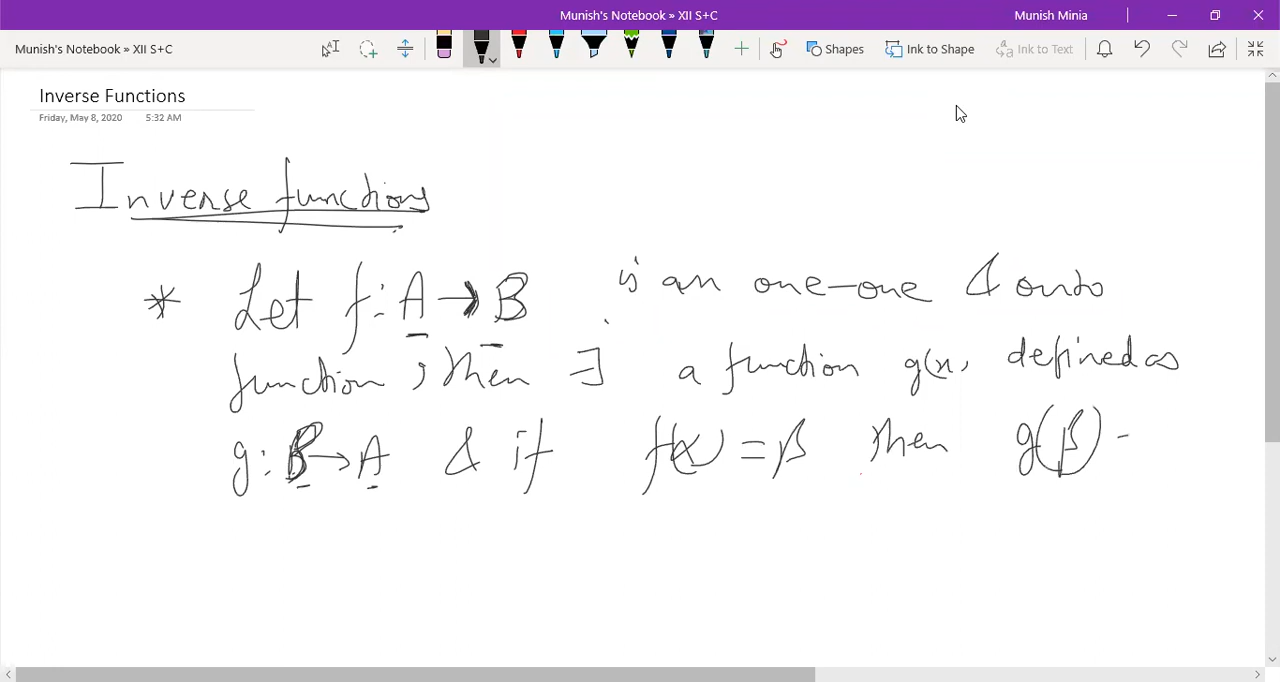 Munish's Notebook » XII S+C
Munish Minia
Munish's Notebook » XII S+C
Shapes
Ink to Shape
Ink to Text
Inverse Functions
Friday, May 8, 2020 5:32 AM
Inverse functions
* Let f: A → B is an one-one & onto
function, then ∃ a function g(x, defined as
g: B → A & if f(α) = β then g(β) -